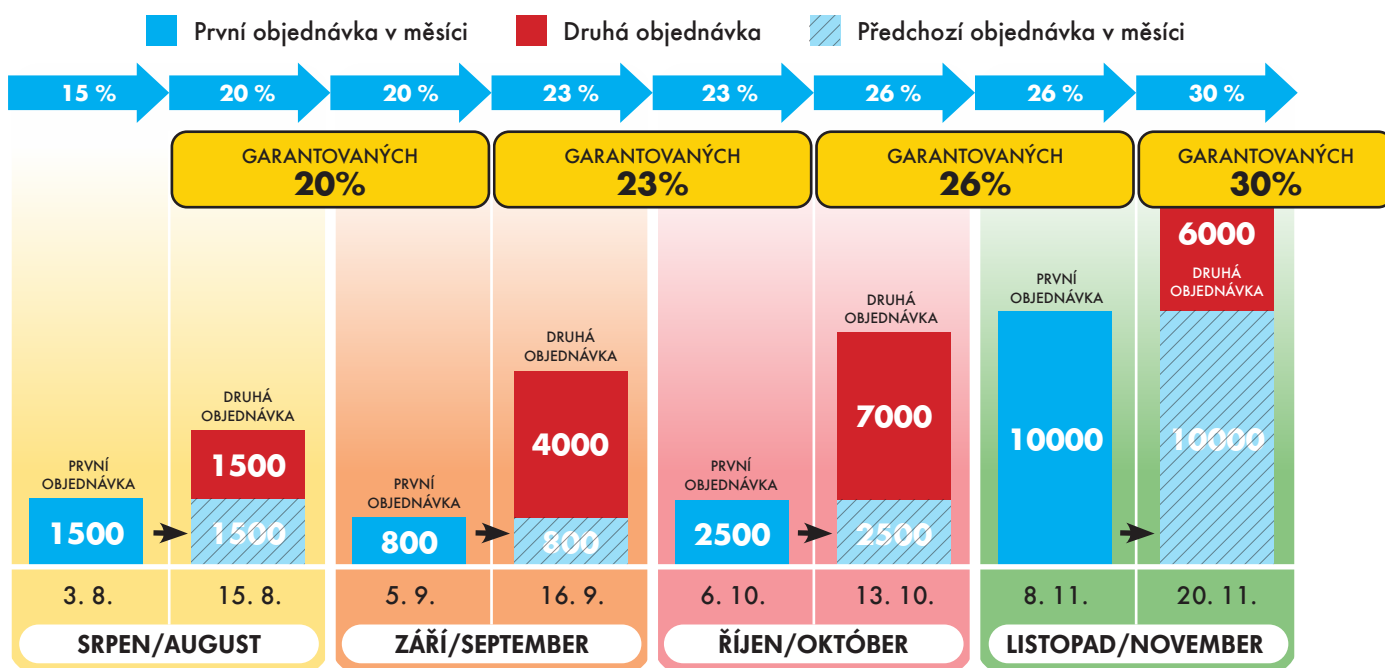 První objednávka v měsíci
Druhá objednávka
Předchozí objednávka v měsíci
15 %
20 %
20 %
23 %
23 %
26 %
26 %
30 %
GARANTOVANÝCH
20%
GARANTOVANÝCH
23%
GARANTOVANÝCH
26%
GARANTOVANÝCH
30%
PRVNÍ
OBJEDNÁVKA
1500
DRUHÁ
OBJEDNÁVKA
1500
1500
PRVNÍ
OBJEDNÁVKA
800
DRUHÁ
OBJEDNÁVKA
4000
800
PRVNÍ
OBJEDNÁVKA
2500
DRUHÁ
OBJEDNÁVKA
7000
2500
PRVNÍ
OBJEDNÁVKA
10000
6000
DRUHÁ
OBJEDNÁVKA
10000
3. 8.
15. 8.
5. 9.
16. 9.
6. 10.
13. 10.
8. 11.
20. 11.
SRPEN/AUGUST
ZÁŘÍ/SEPTEMBER
ŘÍJEN/OKTÓBER
LISTOPAD/NOVEMBER